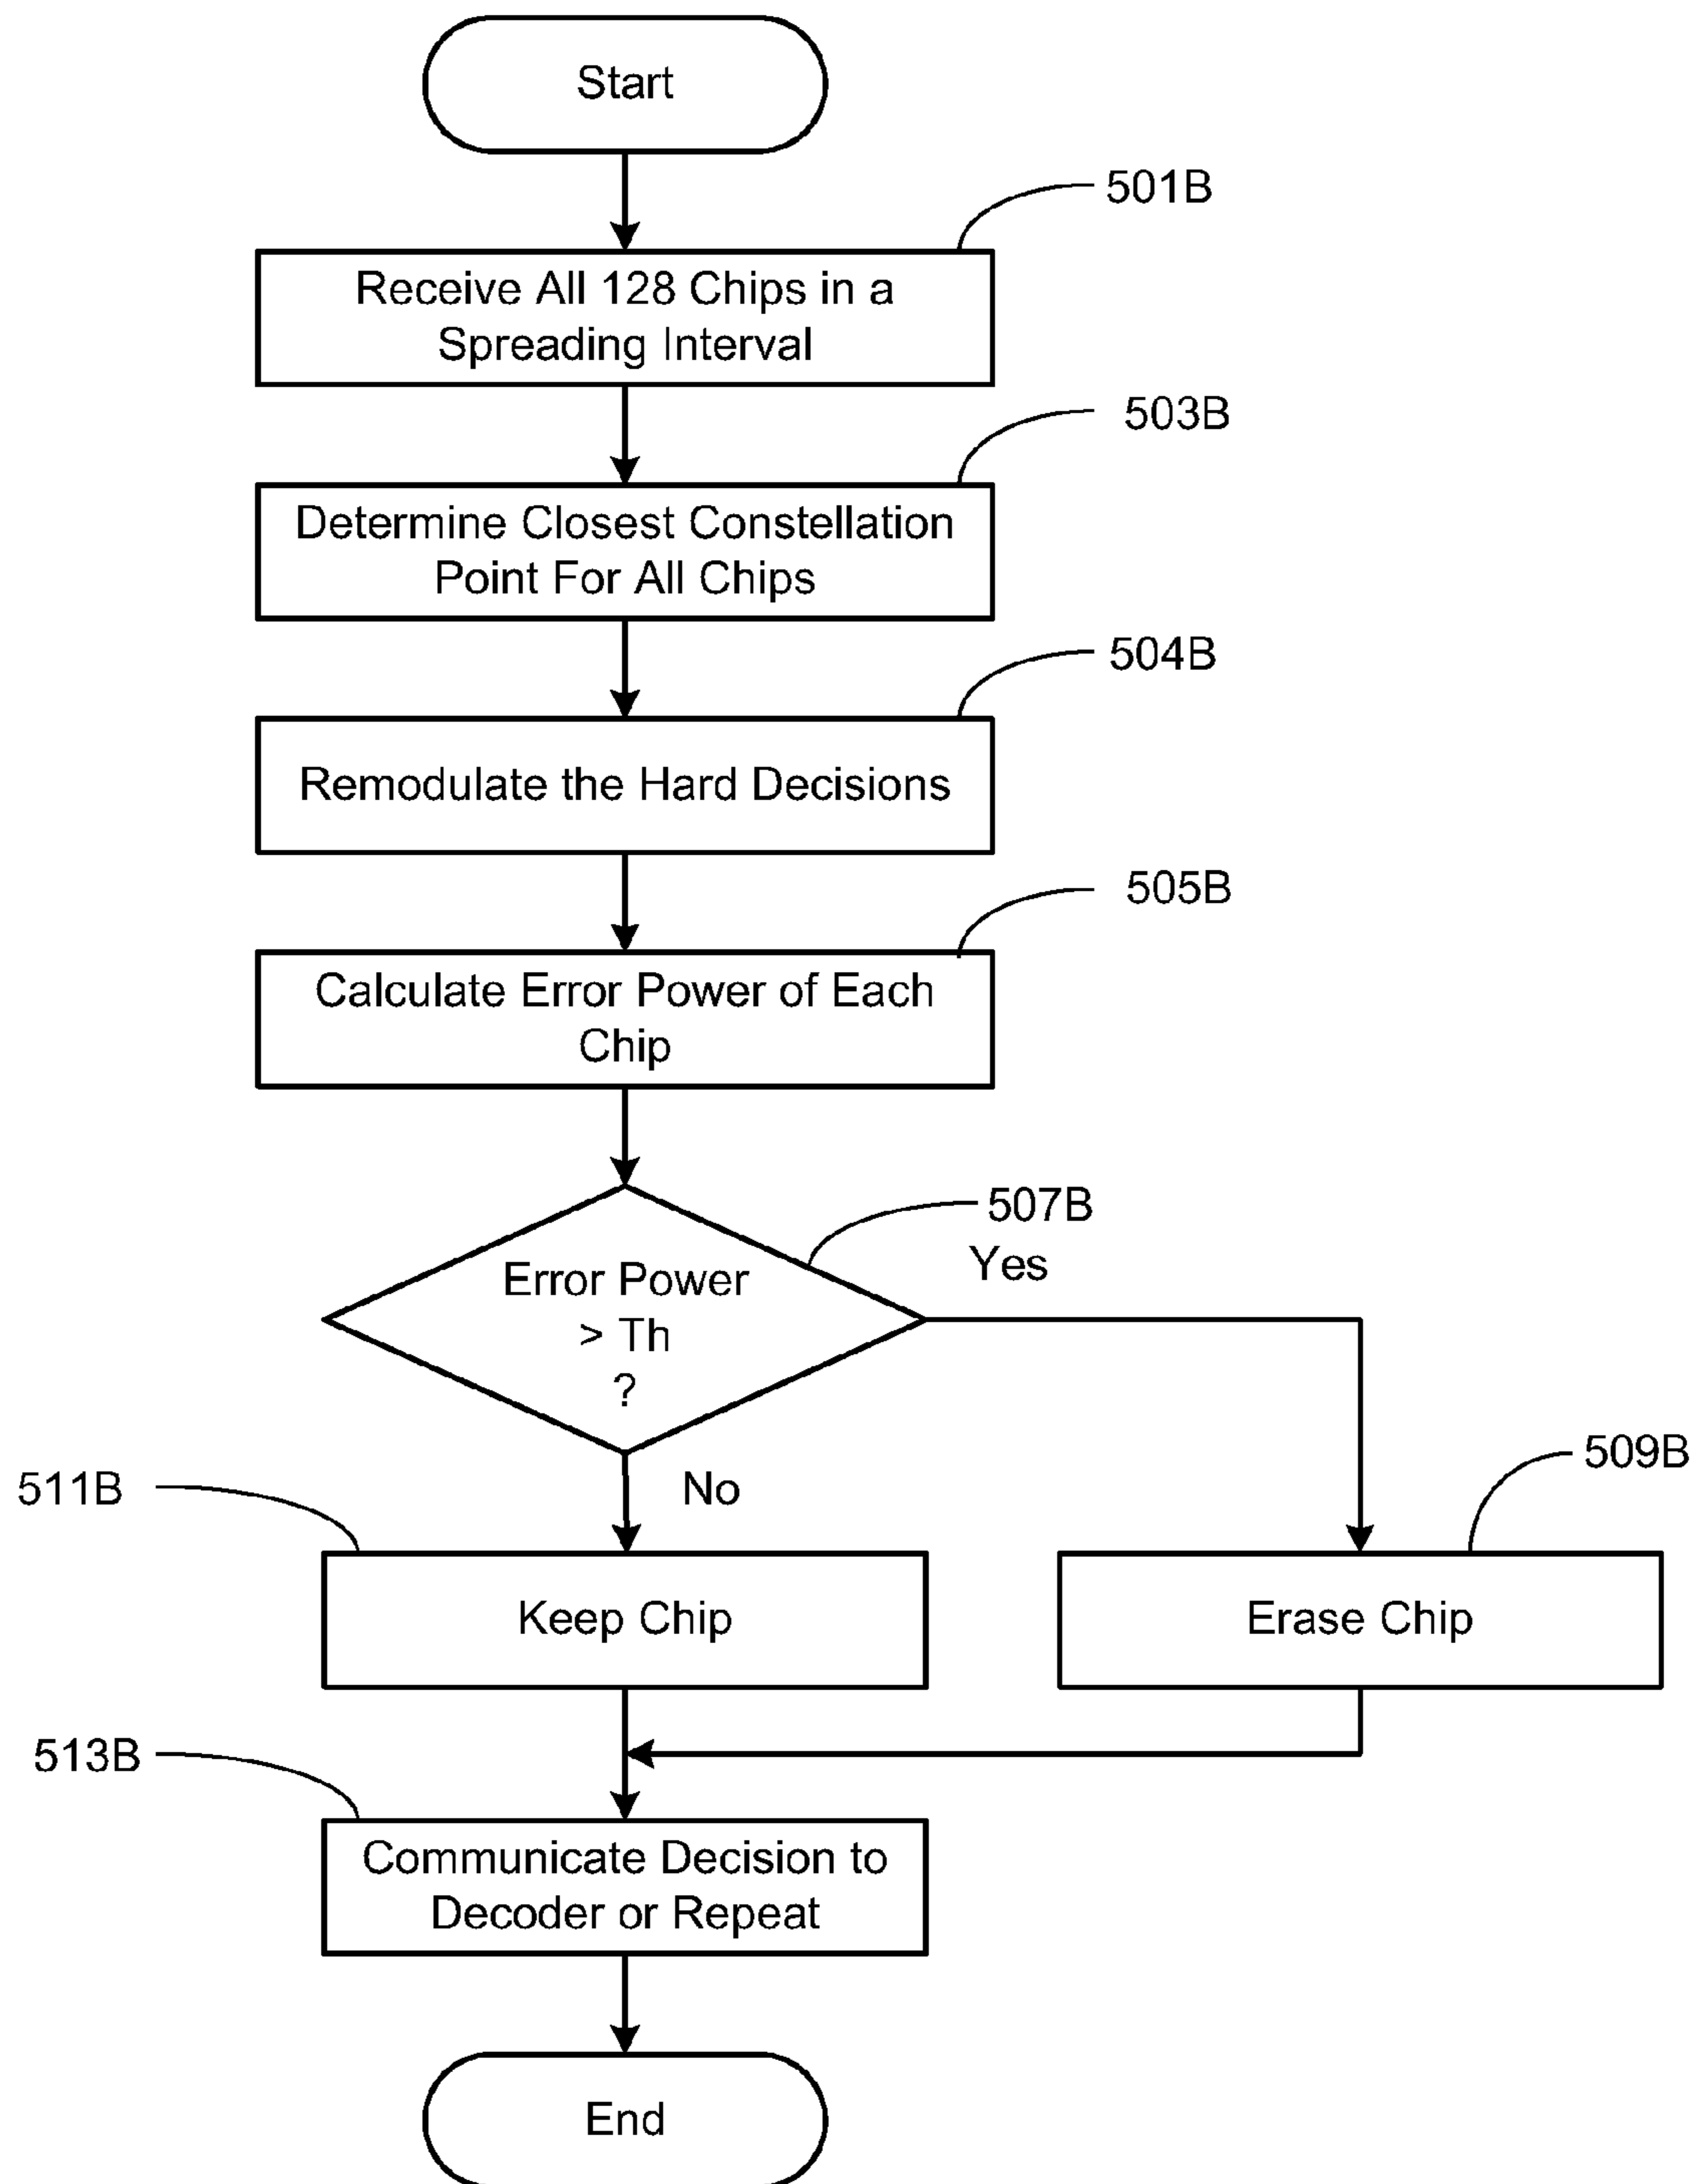 Start
501B
Receive All 128 Chips in a
Spreading Interval
503B
Determine Closest Constellation
Point For All Chips
504B
Remodulate the Hard Decisions
505B
Calculate Error Power of Each
Chip
507B
Yes
Error Power
> Th
?
No
511B
509B
Keep Chip
Erase Chip
513B
Communicate Decision to
Decoder or Repeat
End